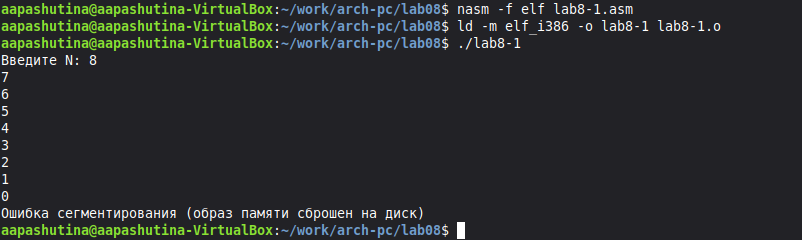 aapashutina@aapashutina-VirtualBox:~/work/arch-pc/lab08$ nasm -f elf lab8-1.asm
aapashutina@aapashutina-VirtualBox:~/work/arch-pc/lab08$ ld -m elf_i386 -o lab8-1 lab8-1.o
aapashutina@aapashutina-VirtualBox:~/work/arch-pc/lab08$ ./lab8-1
Введите N: 8
7
6
5
4
3
2
1
0
Ошибка сегментирования (образ памяти сброшен на диск)
aapashutina@aapashutina-VirtualBox:~/work/arch-pc/lab08$